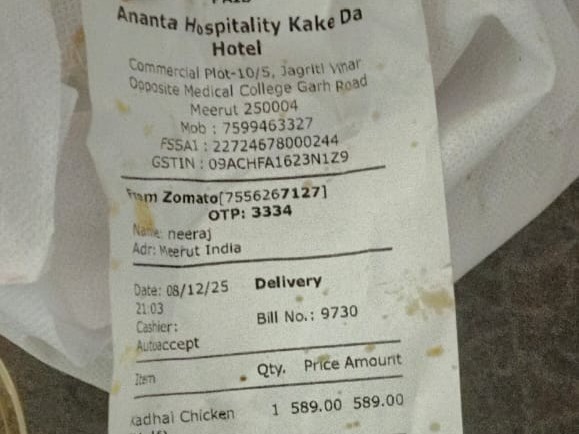 PAID
Ananta Hospitality Kake Da
Hotel
Commercial Plot-10/5, Jagriti Vihar
Opposite Medical College Garh Road
Meerut 250004
Mob : 7599463327
FSSAI : 22724678000244
GSTIN : 09ACHFA1623N1Z9
From Zomato[7556267127]
OTP: 3334
Name: neeraj
Adr: Meerut India
Date: 08/12/25 Delivery
21:03
Cashier: Bill No.: 9730
Autoaccept
Item Qty. Price Amount
Kadhai Chicken 1 589.00 589.00